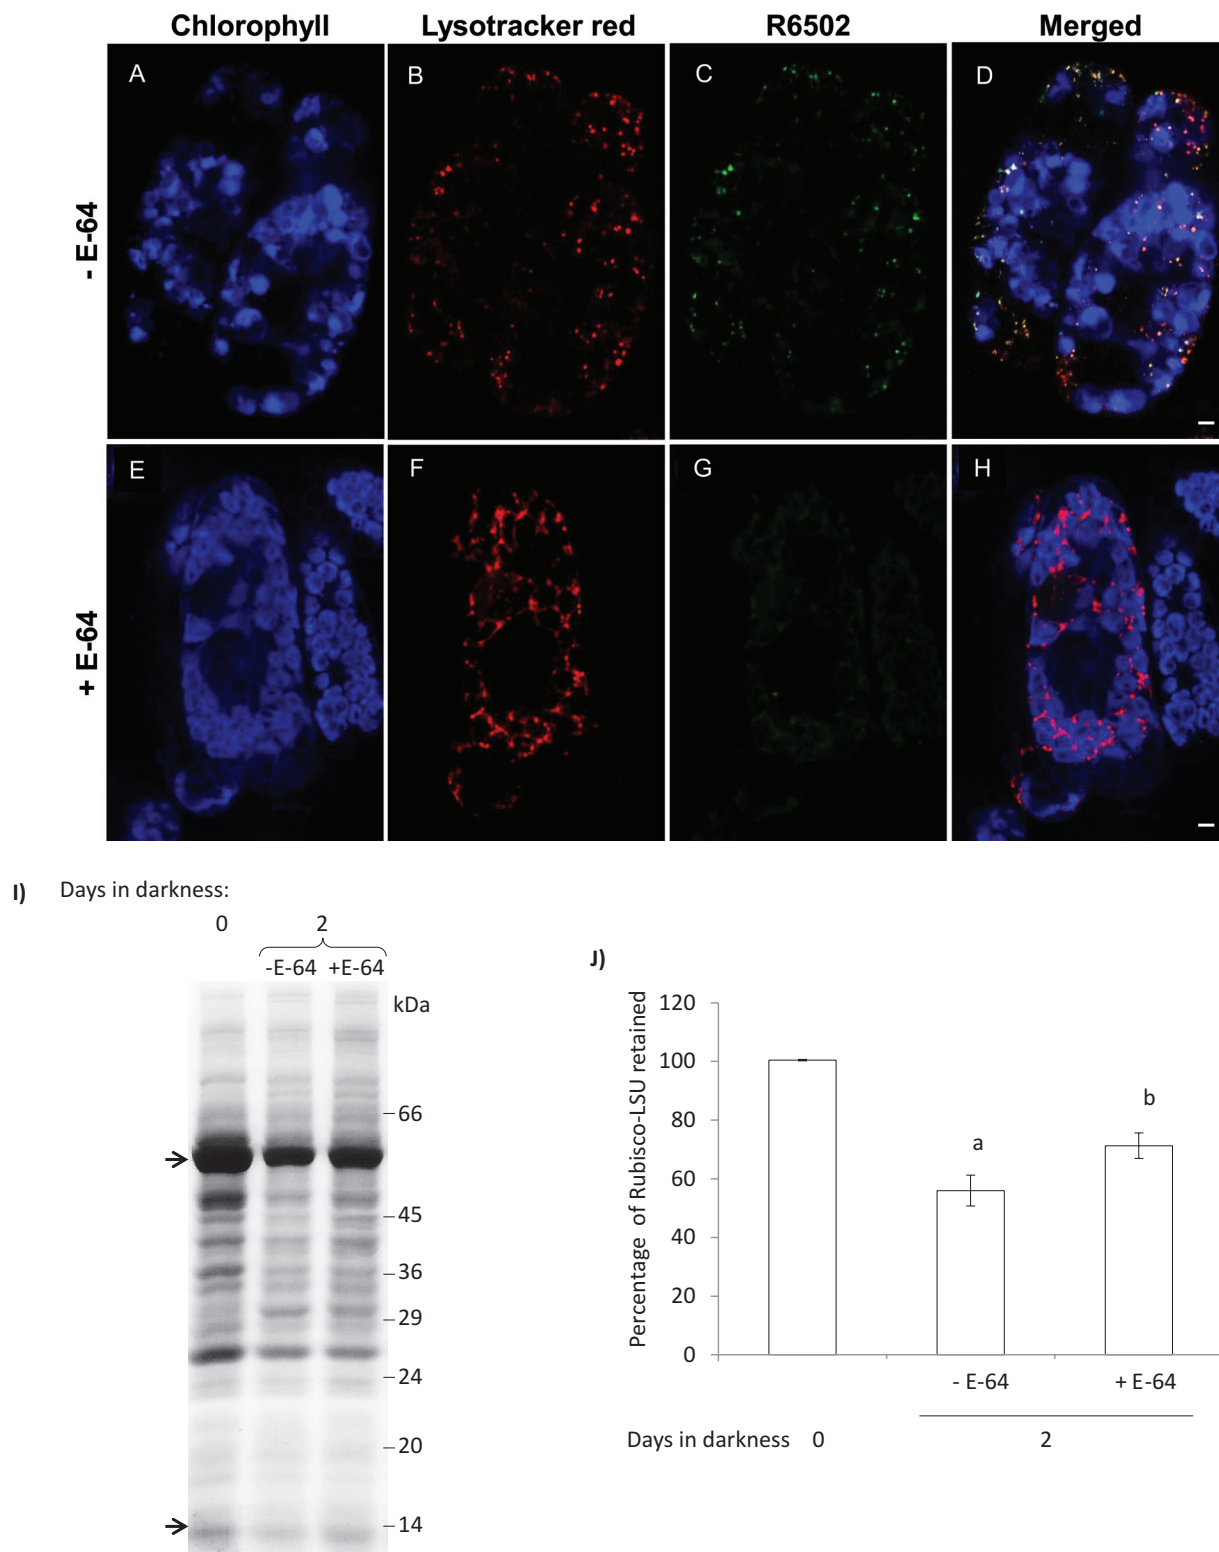 Chlorophyll Lysotracker red R6502 Merged
A B C D
- E-64
E F G H
+ E-64
I) Days in darkness:
0 2
-E-64 +E-64
kDa
66
45
36
29
24
20
14
J)
Percentage of Rubisco-LSU retained
120
100
80
60
40
20
0
a
b
- E-64 + E-64
Days in darkness 0 2